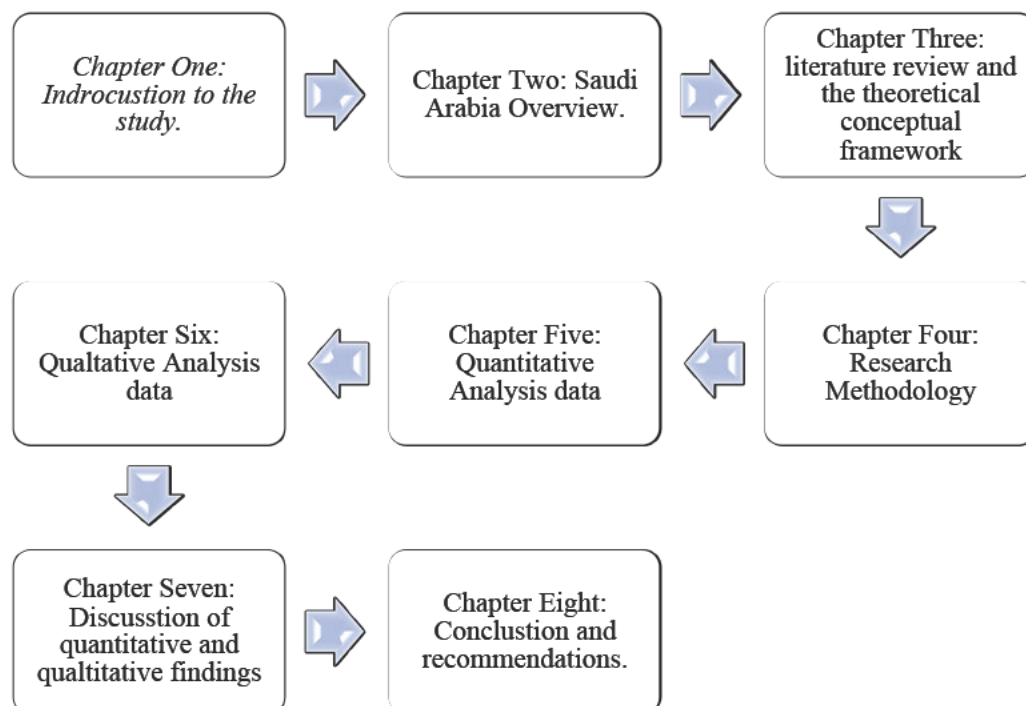 Chapter One:
Indrocustion to the
study.
Chapter Two: Saudi
Arabia Overview.
Chapter Three:
literature review and
the theoretical
conceptual
framework
Chapter Four:
Research
Methodology
Chapter Five:
Quantitative
Analysis data
Chapter Six:
Qualtative Analysis
data
Chapter Seven:
Discusstion of
quantitative and
qualtitative findings
Chapter Eight:
Conclustion and
recommendations.